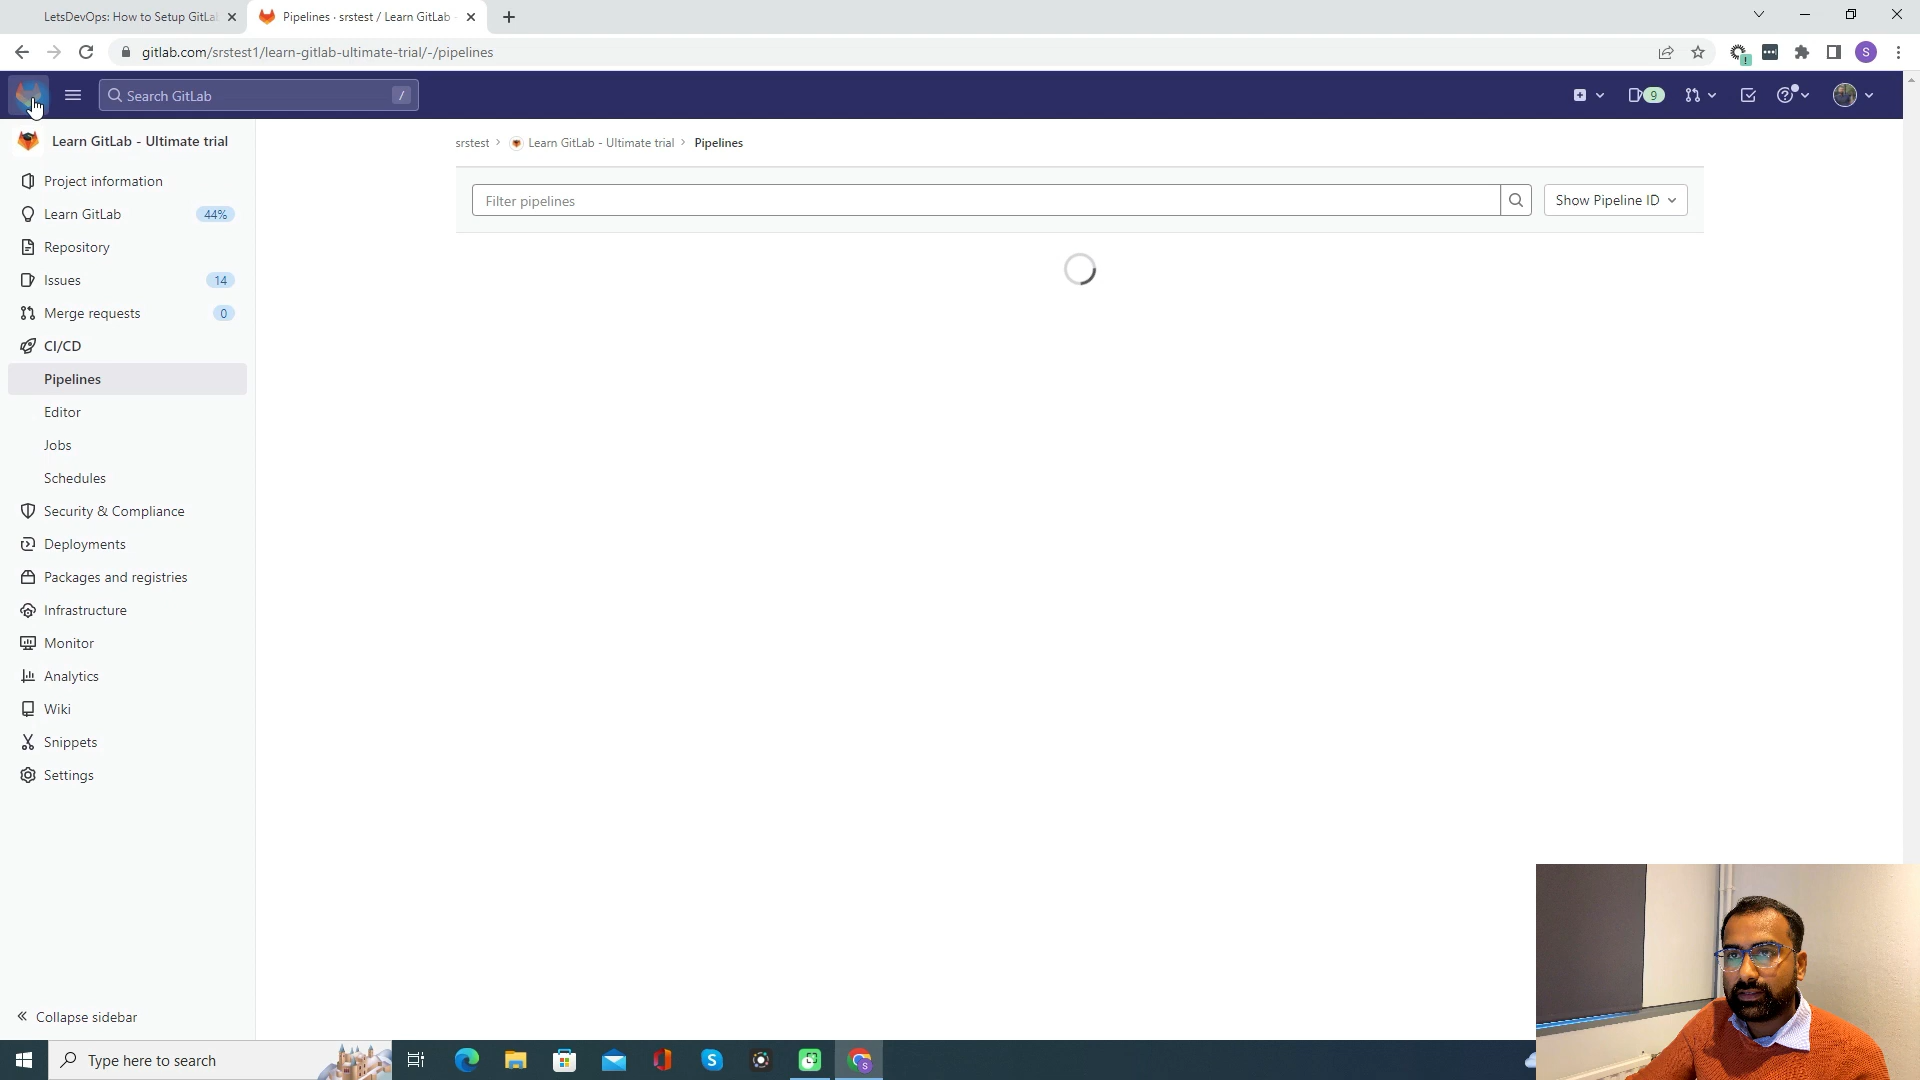 LetsDevOps: How to Setup GitLa
Pipelines · srstest / Learn GitLab
gitlab.com/srstest1/learn-gitlab-ultimate-trial/-/pipelines
S
Search GitLab
/
9
Learn GitLab - Ultimate trial
srstest > Learn GitLab - Ultimate trial > Pipelines
Project information
Learn GitLab 44%
Filter pipelines
Show Pipeline ID
Repository
Issues 14
Merge requests 0
CI/CD
Pipelines
Editor
Jobs
Schedules
Security & Compliance
Deployments
Packages and registries
Infrastructure
Monitor
Analytics
Wiki
Snippets
Settings
Collapse sidebar
Type here to search